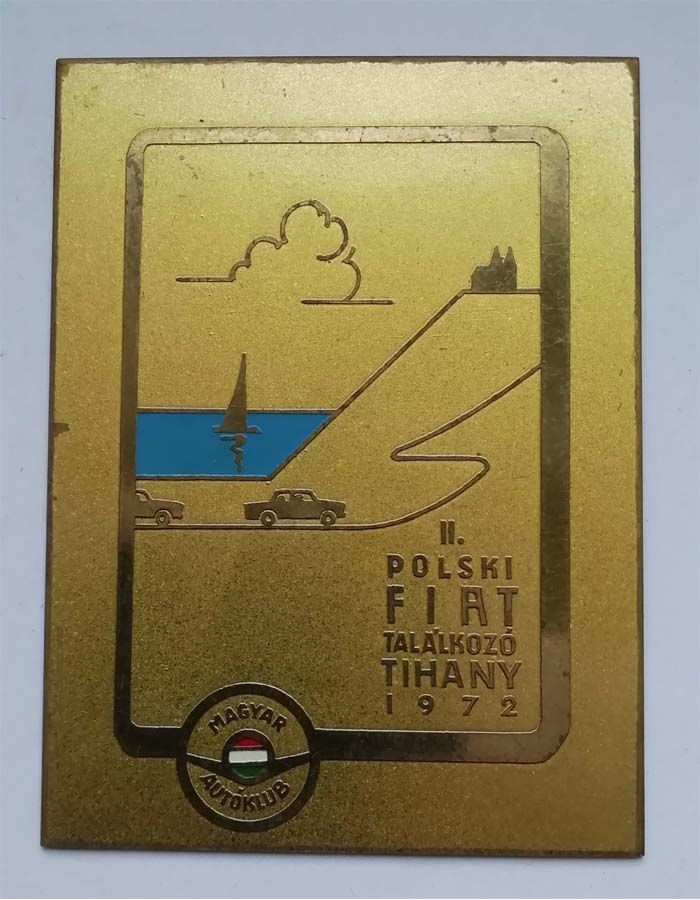 II.
POLSKI
FIAT
TALÁLKOZÓ
TIHANY
1972
MAGYAR
AUTÓKLUB